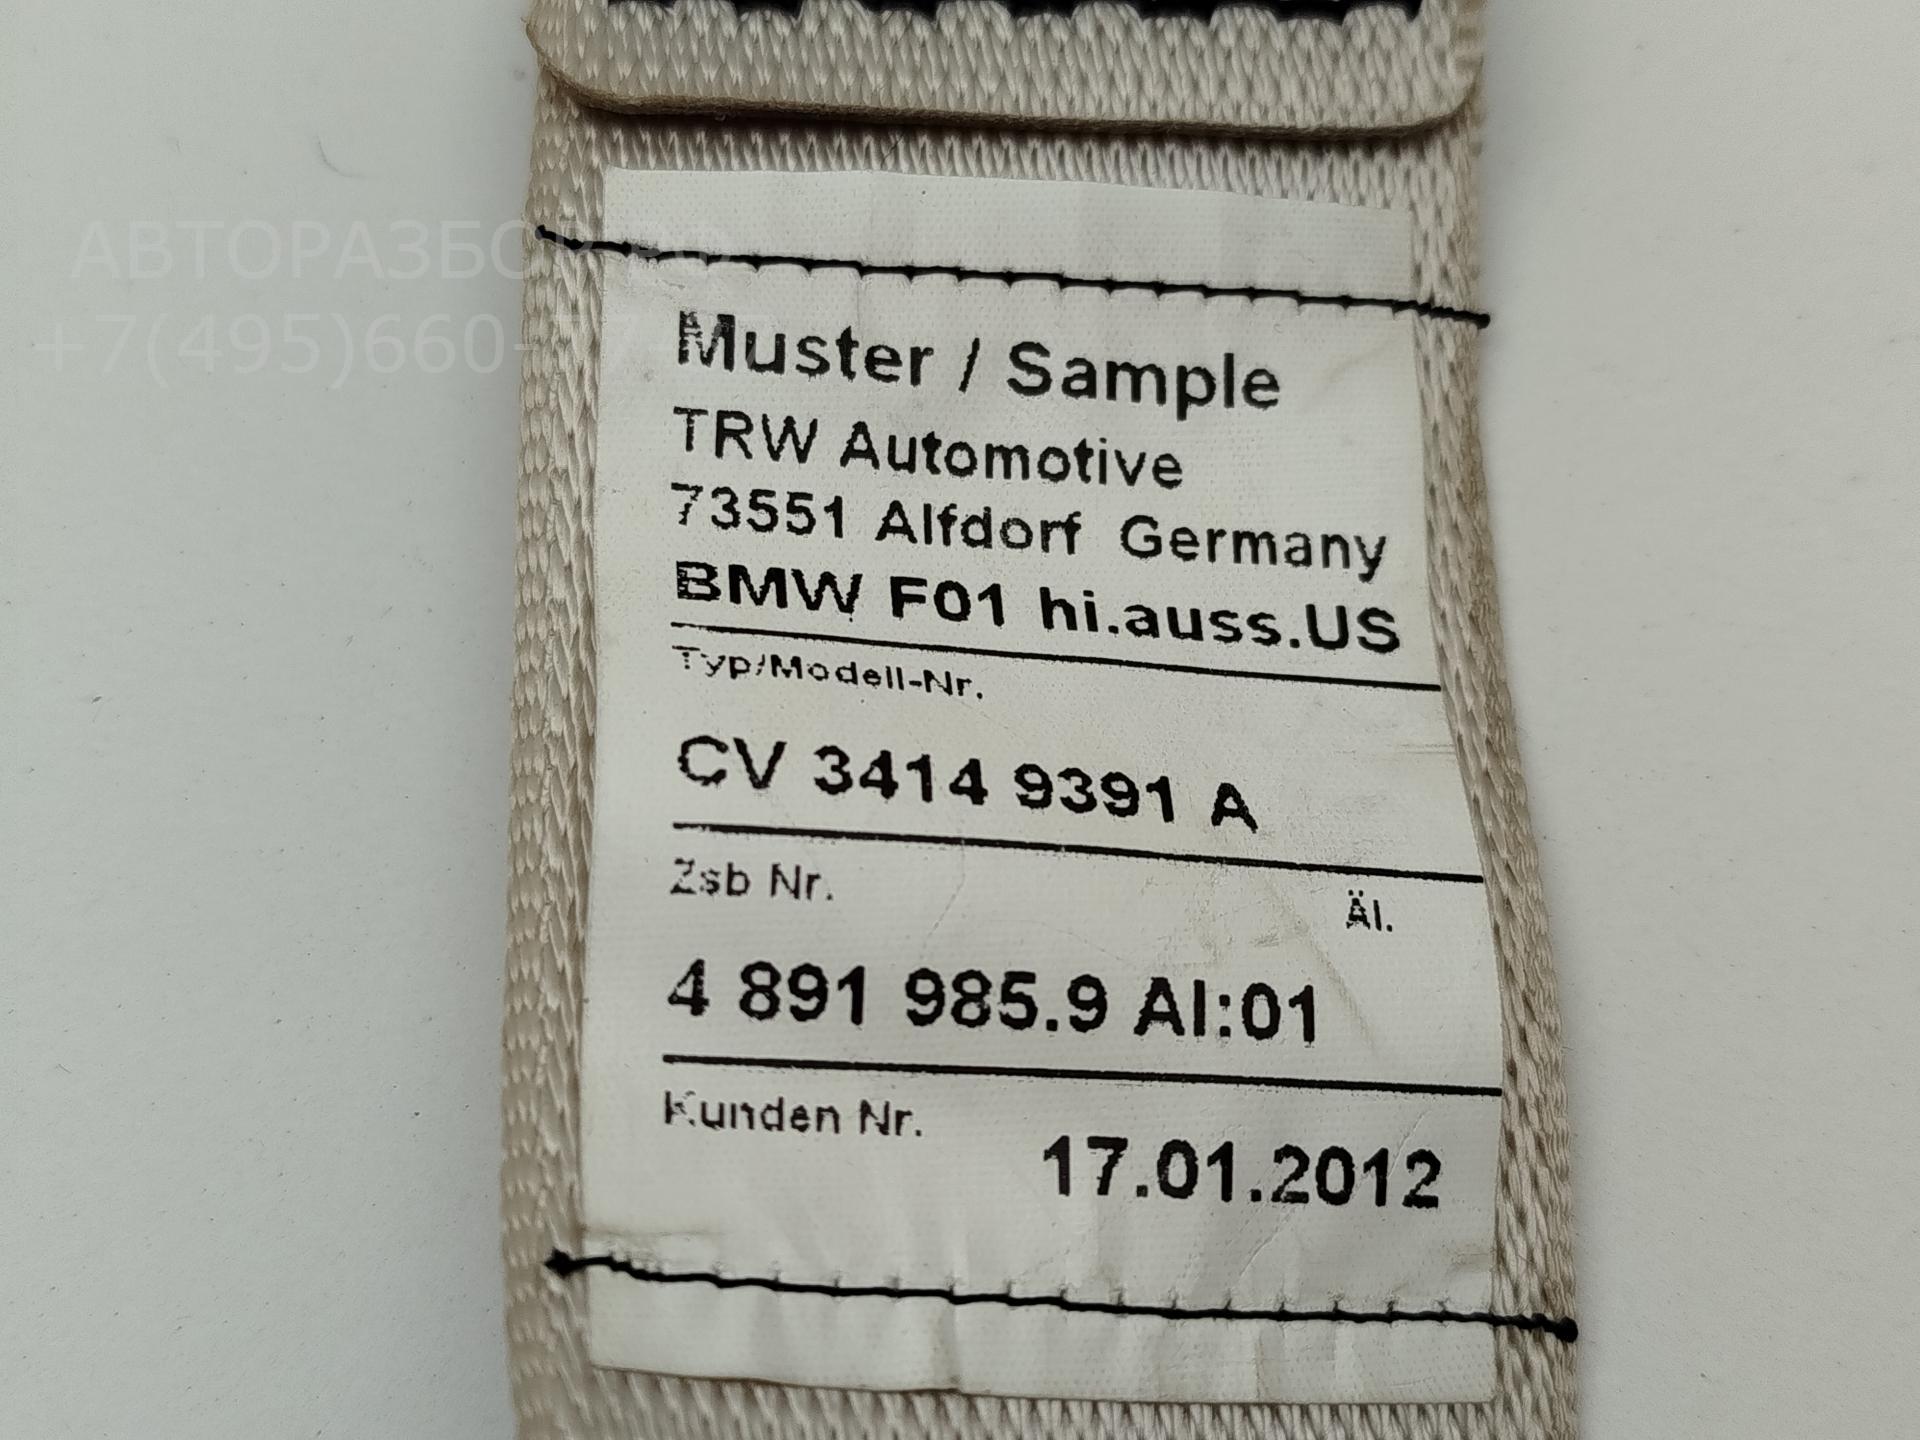 АВТОРАЗБОР
+7(495)660-
Muster / Sample
TRW Automotive
73551 Alfdorf Germany
BMW F01 hi.auss.US
Typ/Modell-Nr.
CV 3414 9391 A
Zsb Nr. Äl.
4 891 985.9 Al:01
Kunden Nr.
17.01.2012